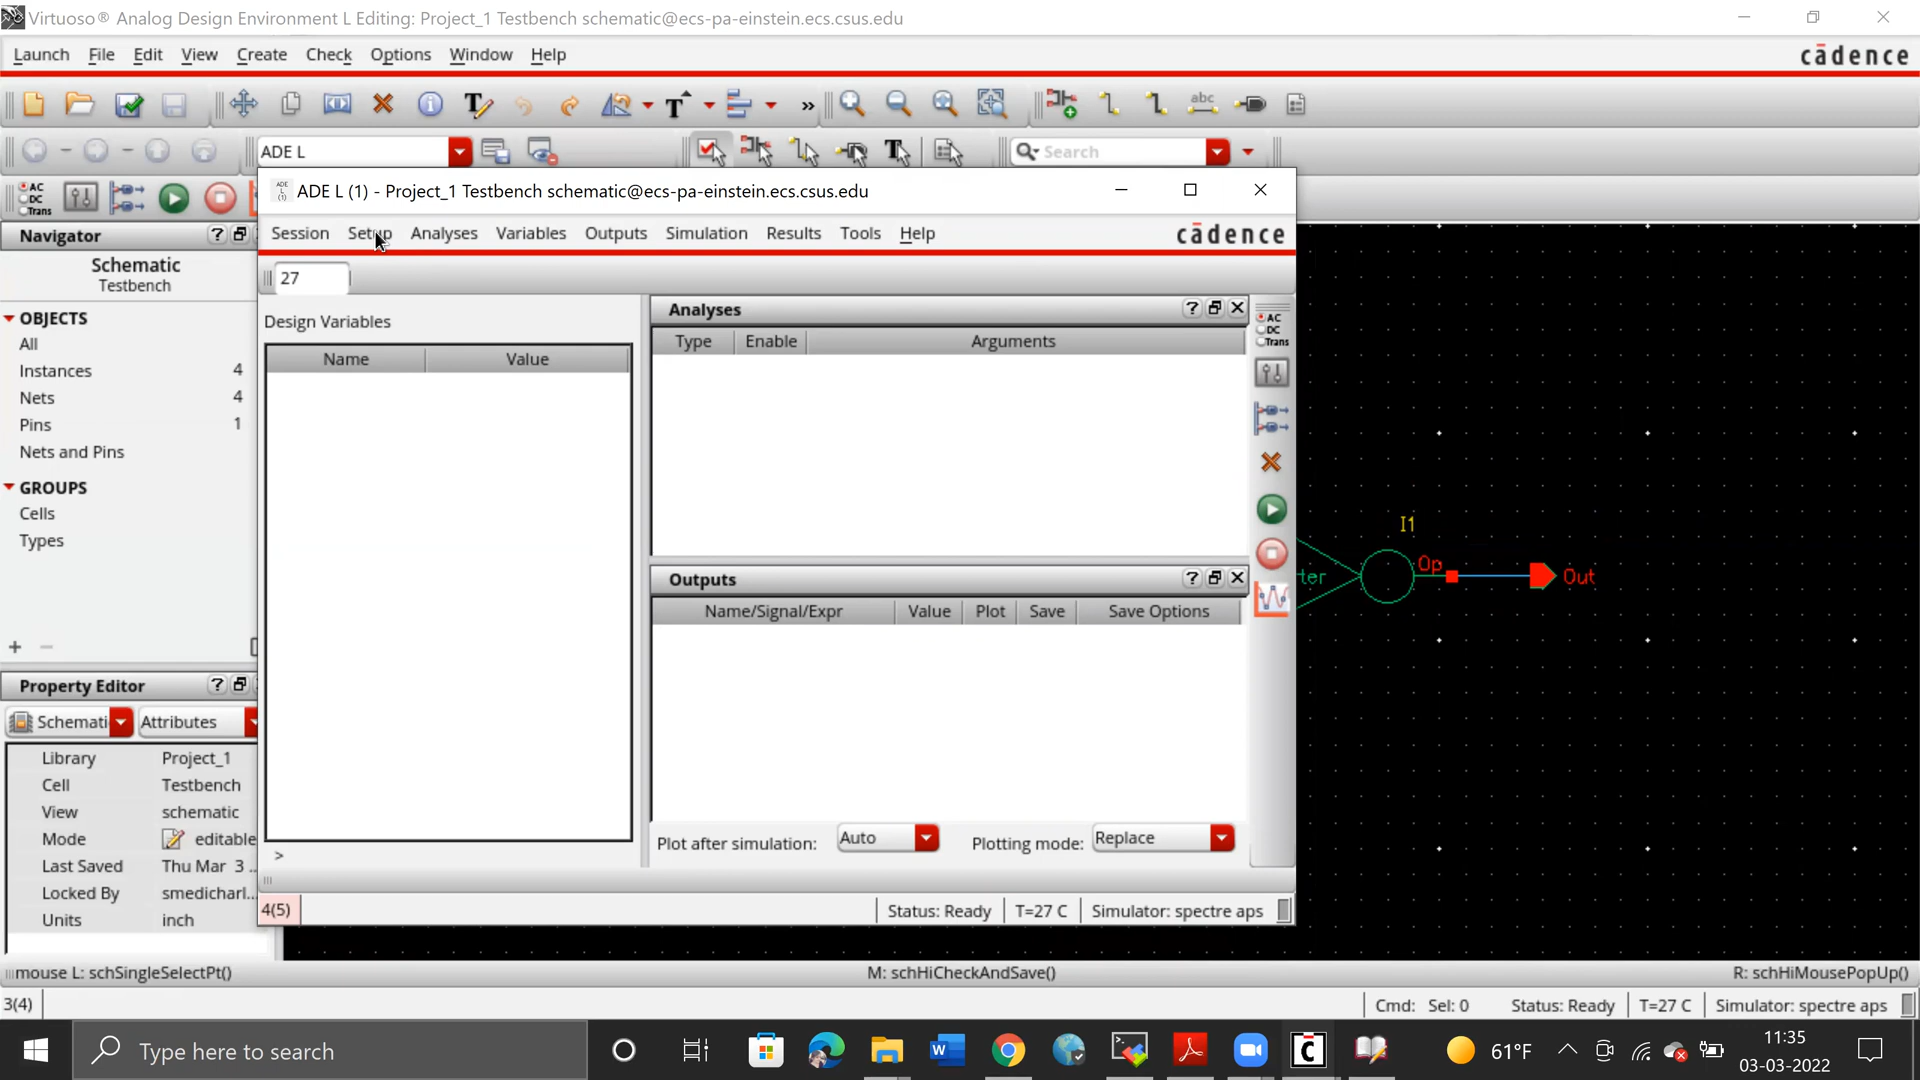 Virtuoso® Analog Design Environment L Editing: Project_1 Testbench schematic@ecs-pa-einstein.ecs.csus.edu
Launch File Edit View Create Check Options Window Help
cādence
abc
ADE L
Search
AC
DC
Trans
ADE L (1) - Project_1 Testbench schematic@ecs-pa-einstein.ecs.csus.edu
Session Setup Analyses Variables Outputs Simulation Results Tools Help
cādence
27
Navigator
Schematic
Testbench
OBJECTS
All
Instances 4
Nets 4
Pins 1
Nets and Pins
GROUPS
Cells
Types
Property Editor
Schemati Attributes
Library Project_1
Cell Testbench
View schematic
Mode editable
Last Saved Thu Mar 3 ...
Locked By smedicharl...
Units inch
Design Variables
Name Value
>
Analyses
Type Enable Arguments
AC
DC
Trans
Outputs
Name/Signal/Expr Value Plot Save Save Options
Plot after simulation: Auto Plotting mode: Replace
4(5) Status: Ready T=27 C Simulator: spectre aps
I1
ter
Op
Out
mouse L: schSingleSelectPt() M: schHiCheckAndSave() R: schHiMousePopUp()
3(4) Cmd: Sel: 0 Status: Ready T=27 C Simulator: spectre aps
Type here to search
61°F
11:35
03-03-2022